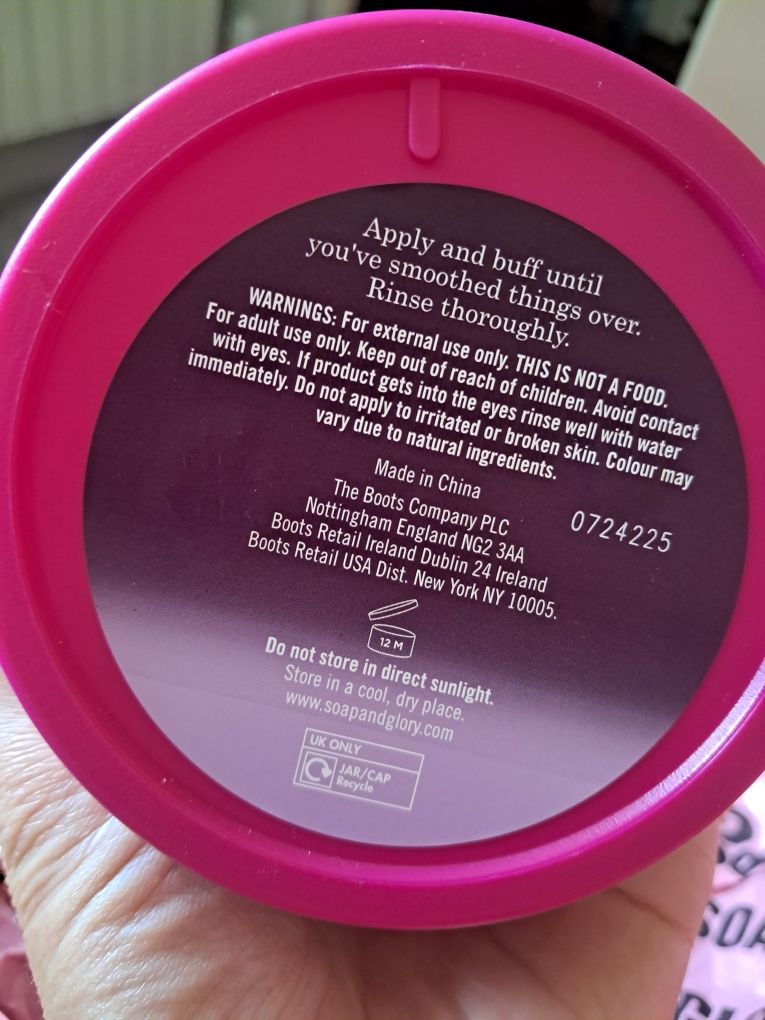 Apply and buff until
you've smoothed things over.
Rinse thoroughly.
WARNINGS: For external use only. THIS IS NOT A FOOD.
For adult use only. Keep out of reach of children. Avoid contact
with eyes. If product gets into the eyes rinse well with water
immediately. Do not apply to irritated or broken skin. Colour may
vary due to natural ingredients.
Made in China
The Boots Company PLC
Nottingham England NG2 3AA
Boots Retail Ireland Dublin 24 Ireland
Boots Retail USA Dist. New York NY 10005.
0724225
12 M
Do not store in direct sunlight.
Store in a cool, dry place.
www.soapandglory.com
UK ONLY
JAR/CAP
Recycle